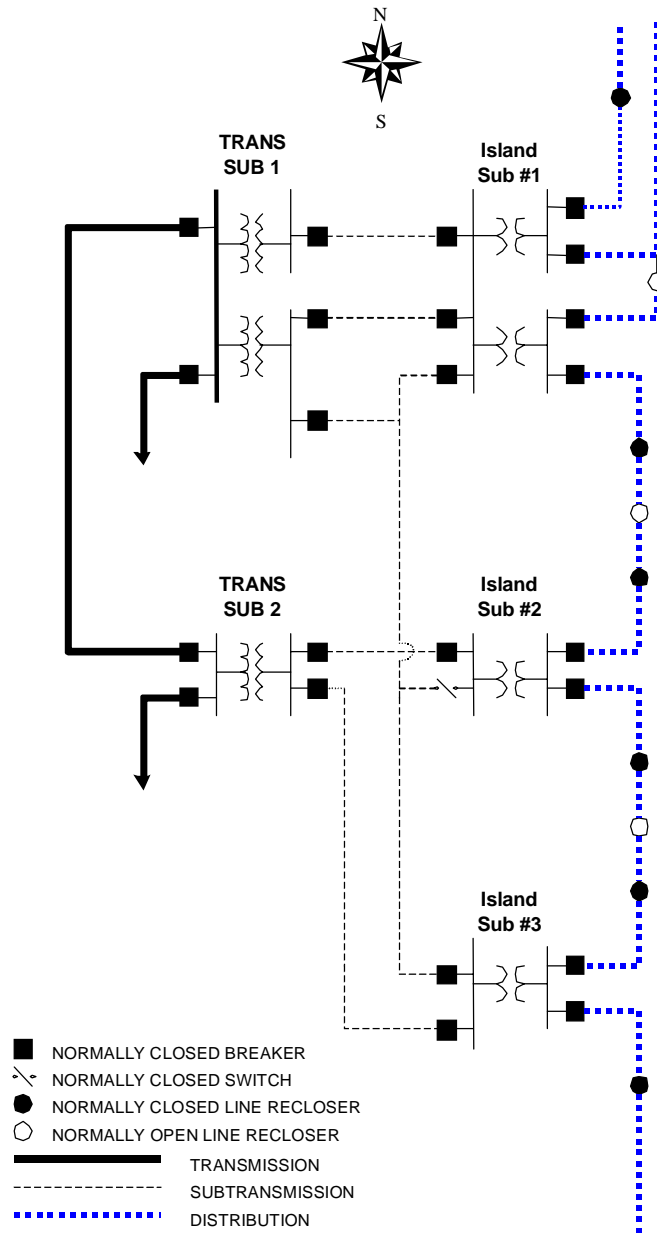 N
S
TRANS
SUB 1
Island
Sub #1
TRANS
SUB 2
Island
Sub #2
Island
Sub #3
NORMALLY CLOSED BREAKER
NORMALLY CLOSED SWITCH
NORMALLY CLOSED LINE RECLOSER
NORMALLY OPEN LINE RECLOSER
TRANSMISSION
SUBTRANSMISSION
DISTRIBUTION